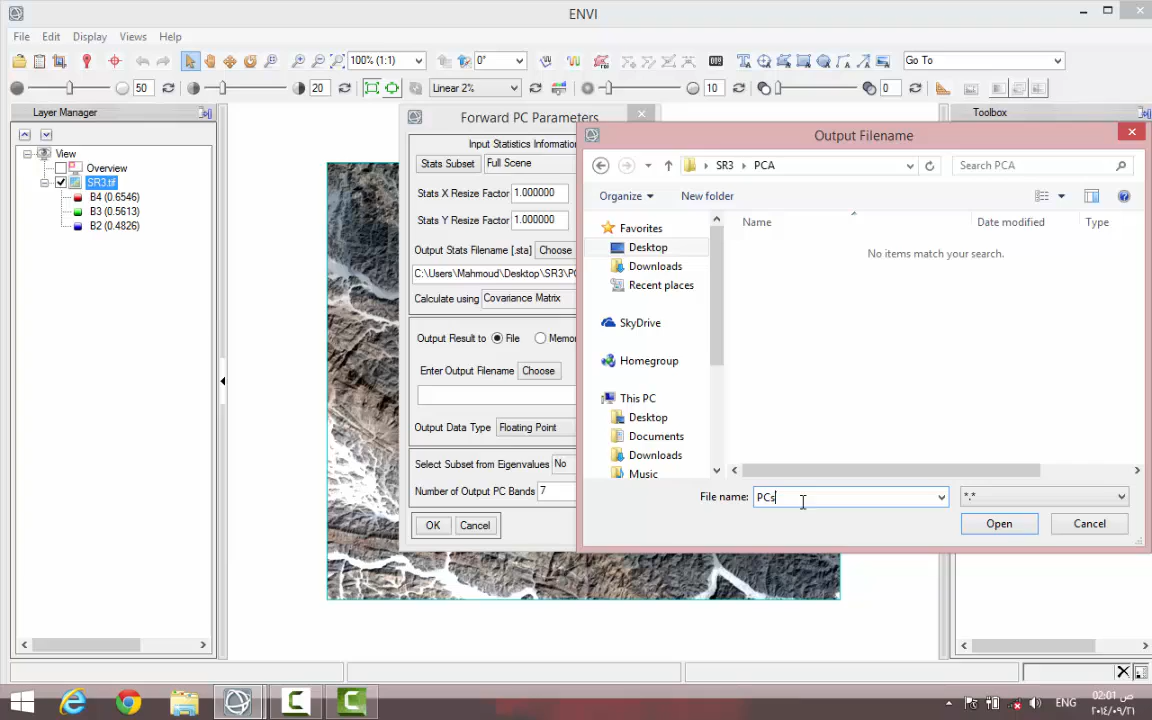 ENVI
File Edit Display Views Help
100% (1:1) 0° Go To
50 20 Linear 2% 10 0
Layer Manager
View
Overview
SR3.tif
B4 (0.6546)
B3 (0.5613)
B2 (0.4826)
Forward PC Parameters
Input Statistics Informatio
Stats Subset Full Scene
Stats X Resize Factor 1.000000
Stats Y Resize Factor 1.000000
Output Stats Filename [.sta] Choose
C:\Users\Mahmoud\Desktop\SR3\PC
Calculate using Covariance Matrix
Output Result to File Memo
Enter Output Filename Choose
Output Data Type Floating Point
Select Subset from Eigenvalues No
Number of Output PC Bands 7
OK Cancel
Toolbox
Output Filename
SR3 PCA Search PCA
Organize New folder
Favorites
Desktop
Downloads
Recent places
SkyDrive
Homegroup
This PC
Desktop
Documents
Downloads
Music
Name Date modified Type
No items match your search.
File name: PCs *.*
Open Cancel
ENG
02:01 ص
٢٠١٤/٠٩/٢١